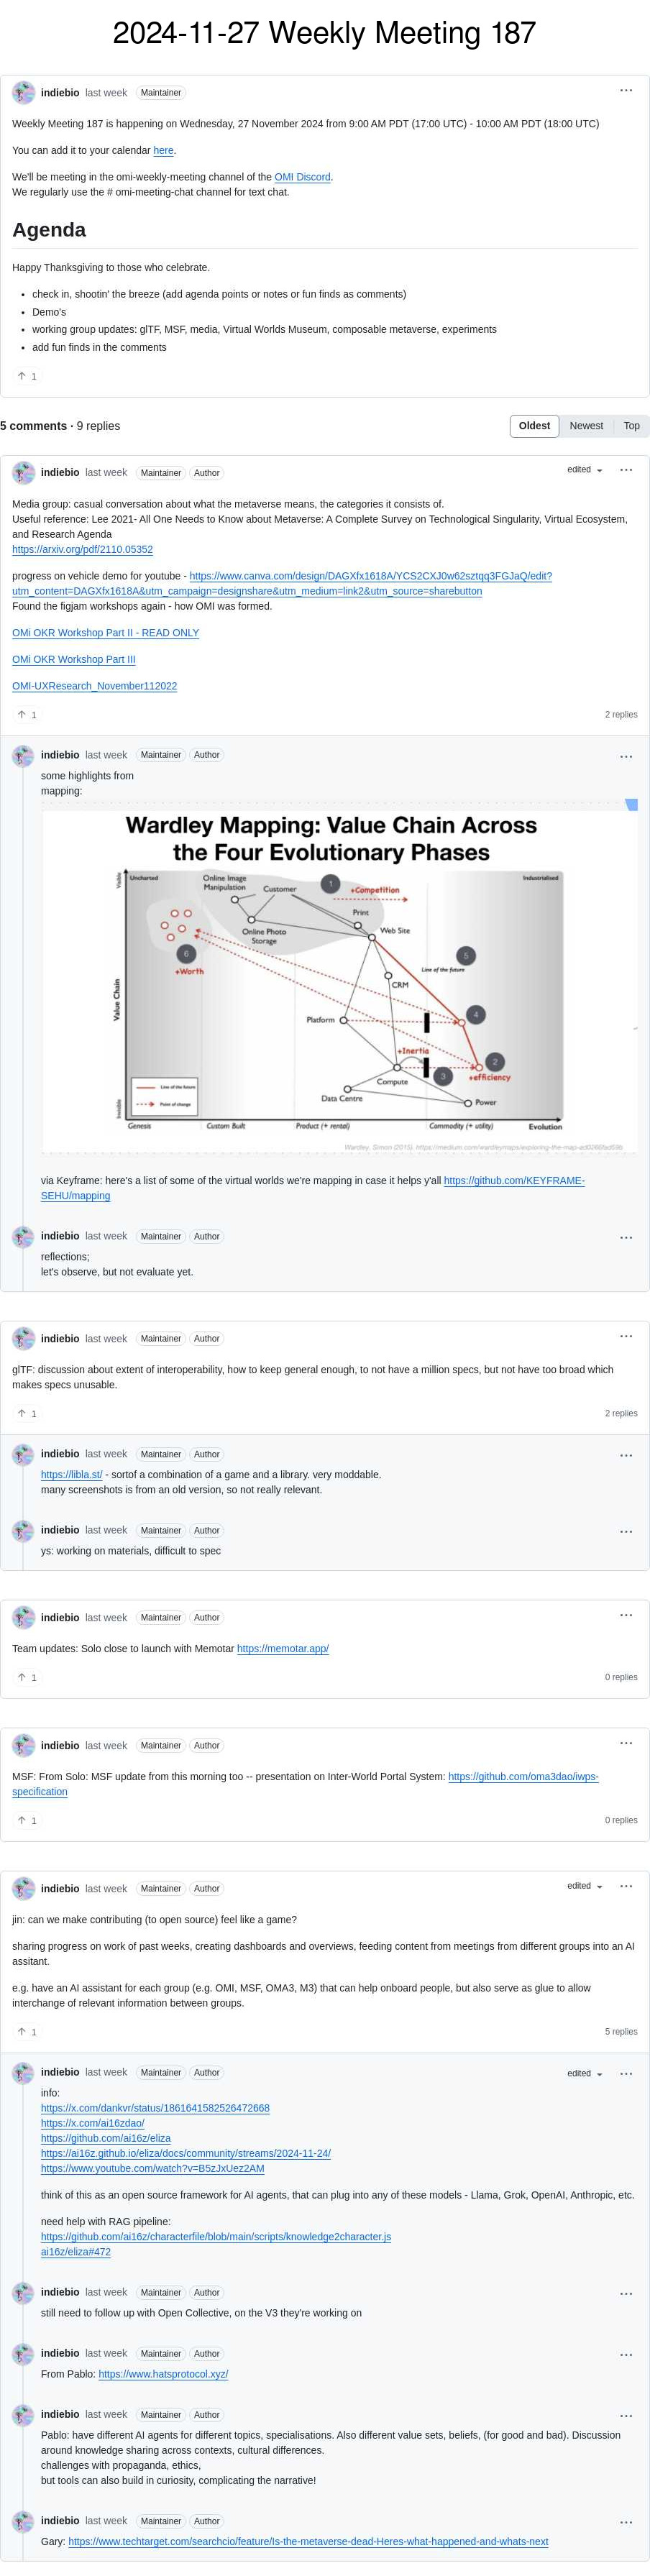 2024-11-27 Weekly Meeting 187
indiebio last week Maintainer
Weekly Meeting 187 is happening on Wednesday, 27 November 2024 from 9:00 AM PDT (17:00 UTC) - 10:00 AM PDT (18:00 UTC)
You can add it to your calendar here.
We'll be meeting in the omi-weekly-meeting channel of the OMI Discord.
We regularly use the # omi-meeting-chat channel for text chat.
Agenda
Happy Thanksgiving to those who celebrate.
• check in, shootin' the breeze (add agenda points or notes or fun finds as comments)
• Demo's
• working group updates: glTF, MSF, media, Virtual Worlds Museum, composable metaverse, experiments
• add fun finds in the comments
↑ 1
5 comments · 9 replies
Oldest Newest Top
indiebio last week Maintainer Author edited
Media group: casual conversation about what the metaverse means, the categories it consists of.
Useful reference: Lee 2021- All One Needs to Know about Metaverse: A Complete Survey on Technological Singularity, Virtual Ecosystem,
and Research Agenda
https://arxiv.org/pdf/2110.05352
progress on vehicle demo for youtube - https://www.canva.com/design/DAGXfx1618A/YCS2CXJ0w62sztqq3FGJaQ/edit?
utm_content=DAGXfx1618A&utm_campaign=designshare&utm_medium=link2&utm_source=sharebutton
Found the figjam workshops again - how OMI was formed.
OMi OKR Workshop Part II - READ ONLY
OMi OKR Workshop Part III
OMI-UXResearch_November112022
↑ 1
2 replies
indiebio last week Maintainer Author
some highlights from
mapping:
Wardley Mapping: Value Chain Across
the Four Evolutionary Phases
Visible
Uncharted
Online Image
Manipulation
Customer
1
+Competition
Industrialised
Print
Online Photo
Storage
Web Site
6
+Worth
5
Line of the future
CRM
Value Chain
Platform
4
+Inertia
2
3
+efficiency
Compute
Data Centre
Power
Line of the future
Point of change
Invisible
Genesis
Custom Built
Product (+ rental)
Commodity (+ utility)
Evolution
Wardley, Simon (2015). https://medium.com/wardleymaps/exploring-the-map-ad0266fad59b
via Keyframe: here's a list of some of the virtual worlds we're mapping in case it helps y'all https://github.com/KEYFRAME-
SEHU/mapping
indiebio last week Maintainer Author
reflections;
let's observe, but not evaluate yet.
indiebio last week Maintainer Author
glTF: discussion about extent of interoperability, how to keep general enough, to not have a million specs, but not have too broad which
makes specs unusable.
↑ 1
2 replies
indiebio last week Maintainer Author
https://libla.st/ - sortof a combination of a game and a library. very moddable.
many screenshots is from an old version, so not really relevant.
indiebio last week Maintainer Author
ys: working on materials, difficult to spec
indiebio last week Maintainer Author
Team updates: Solo close to launch with Memotar https://memotar.app/
↑ 1
0 replies
indiebio last week Maintainer Author
MSF: From Solo: MSF update from this morning too -- presentation on Inter-World Portal System: https://github.com/oma3dao/iwps-
specification
↑ 1
0 replies
indiebio last week Maintainer Author edited
jin: can we make contributing (to open source) feel like a game?
sharing progress on work of past weeks, creating dashboards and overviews, feeding content from meetings from different groups into an AI
assitant.
e.g. have an AI assistant for each group (e.g. OMI, MSF, OMA3, M3) that can help onboard people, but also serve as glue to allow
interchange of relevant information between groups.
↑ 1
5 replies
indiebio last week Maintainer Author edited
info:
https://x.com/dankvr/status/1861641582526472668
https://x.com/ai16zdao/
https://github.com/ai16z/eliza
https://ai16z.github.io/eliza/docs/community/streams/2024-11-24/
https://www.youtube.com/watch?v=B5zJxUez2AM
think of this as an open source framework for AI agents, that can plug into any of these models - Llama, Grok, OpenAI, Anthropic, etc.
need help with RAG pipeline:
https://github.com/ai16z/characterfile/blob/main/scripts/knowledge2character.js
ai16z/eliza#472
indiebio last week Maintainer Author
still need to follow up with Open Collective, on the V3 they're working on
indiebio last week Maintainer Author
From Pablo: https://www.hatsprotocol.xyz/
indiebio last week Maintainer Author
Pablo: have different AI agents for different topics, specialisations. Also different value sets, beliefs, (for good and bad). Discussion
around knowledge sharing across contexts, cultural differences.
challenges with propaganda, ethics,
but tools can also build in curiosity, complicating the narrative!
indiebio last week Maintainer Author
Gary: https://www.techtarget.com/searchcio/feature/Is-the-metaverse-dead-Heres-what-happened-and-whats-next